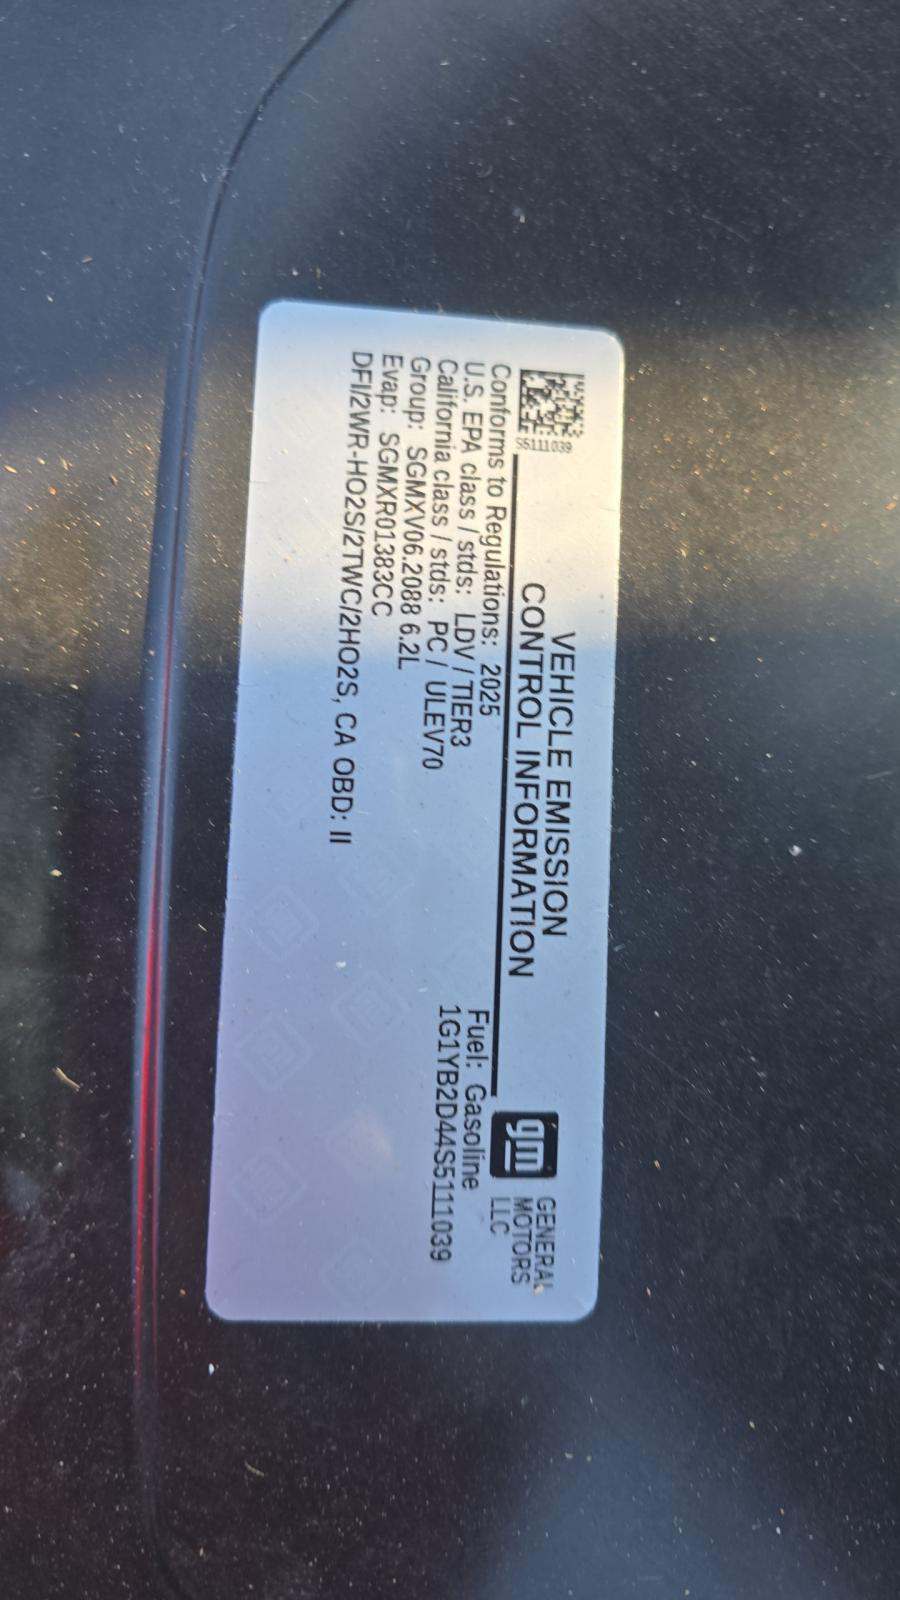 S5111039
VEHICLE EMISSION
CONTROL INFORMATION
gm
GENERAL
MOTORS
LLC
Conforms to Regulations: 2025
U.S. EPA class / stds: LDV / TIER3
California class / stds: PC / ULEV70
Group: SGMXV06.2088 6.2L
Evap: SGMXR01383CC
DFI/2WR-HO2S/2TWC/2HO2S, CA OBD: II
Fuel: Gasoline
1G1YB2D44S5111039